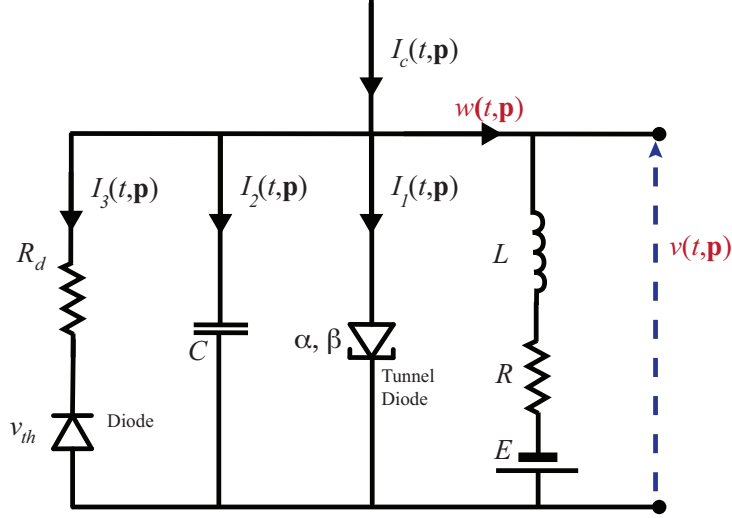 I_c(t,p)
w(t,p)
I_3(t,p)
I_2(t,p)
I_1(t,p)
R_d
L
v(t,p)
C
α, β
Tunnel
Diode
R
v_th
Diode
E